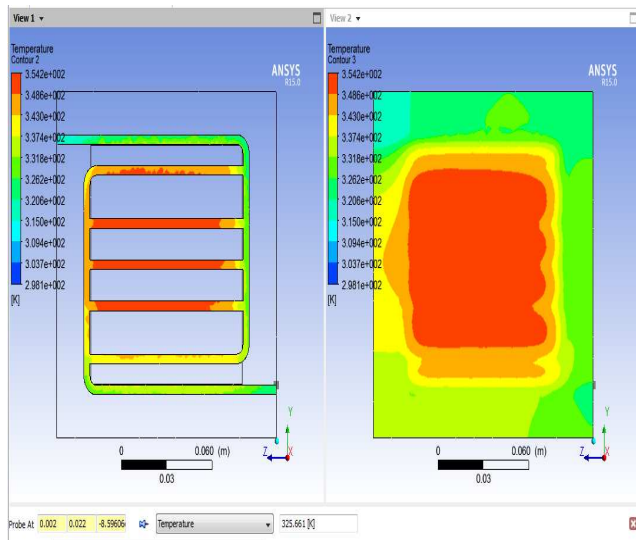 View 1 ▾
Temperature
Contour 2
3.542e+002
3.486e+002
3.430e+002
3.374e+002
3.318e+002
3.262e+002
3.206e+002
3.150e+002
3.094e+002
3.037e+002
2.981e+002
[K]
ANSYS
R15.0
0 0.060 (m)
0.03
Y
Z X
View 2 ▾
Temperature
Contour 3
3.542e+002
3.486e+002
3.430e+002
3.374e+002
3.318e+002
3.262e+002
3.206e+002
3.150e+002
3.094e+002
3.037e+002
2.981e+002
[K]
ANSYS
R15.0
0 0.060 (m)
0.03
Y
Z X
Probe At 0.002 0.022 -8.59606 Temperature 325.661 [K]